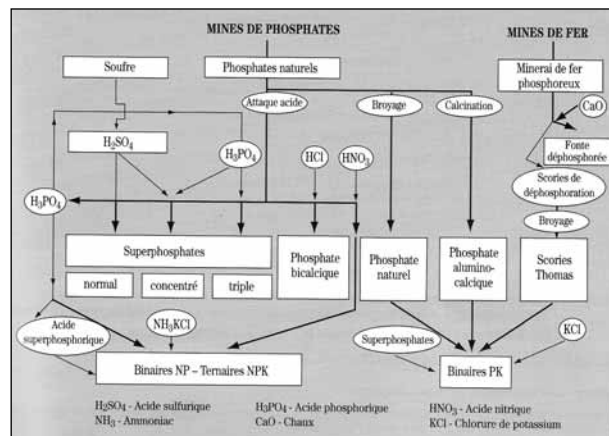 MINES DE PHOSPHATES
MINES DE FER
Soufre
Phosphates naturels
Minerai de fer
phosphoreux
Attaque acide
Broyage
Calcination
CaO
H₂SO₄
H₃PO₄
HCl
HNO₃
Fonte
déphosphorée
Scories de
déphosphoration
H₃PO₄
Broyage
Superphosphates
normal
concentré
triple
Phosphate
bicalcique
Phosphate
naturel
Phosphate
alumino-
calcique
Scories
Thomas
Acide
superphosphorique
NH₃KCl
Superphosphates
KCl
Binaires NP – Ternaires NPK
Binaires PK
H₂SO₄ - Acide sulfurique
H₃PO₄ - Acide phosphorique
HNO₃ - Acide nitrique
NH₃ - Ammoniac
CaO - Chaux
KCl - Chlorure de potassium